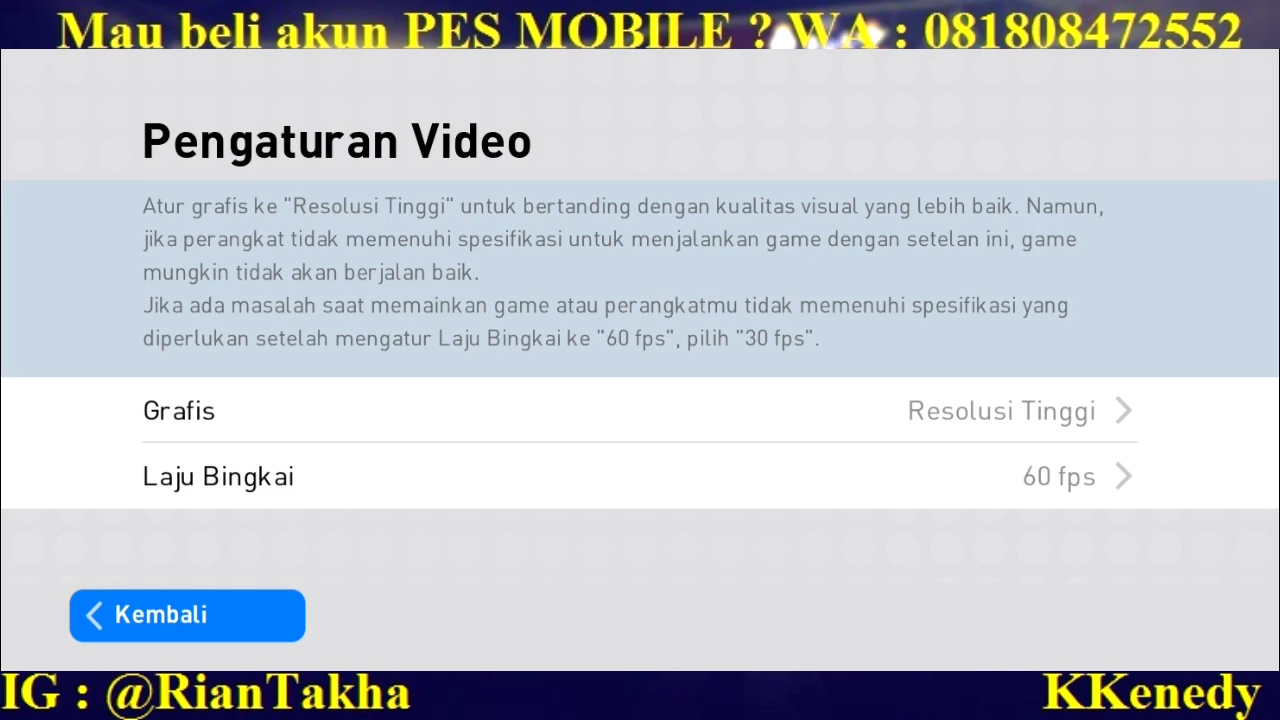 Mau beli akun PES MOBILE ? WA : 081808472552
Pengaturan Video
Atur grafis ke "Resolusi Tinggi" untuk bertanding dengan kualitas visual yang lebih baik. Namun,
jika perangkat tidak memenuhi spesifikasi untuk menjalankan game dengan setelan ini, game
mungkin tidak akan berjalan baik.
Jika ada masalah saat memainkan game atau perangkatmu tidak memenuhi spesifikasi yang
diperlukan setelah mengatur Laju Bingkai ke "60 fps", pilih "30 fps".
Grafis Resolusi Tinggi
Laju Bingkai 60 fps
Kembali
IG : @RianTakha KKenedy